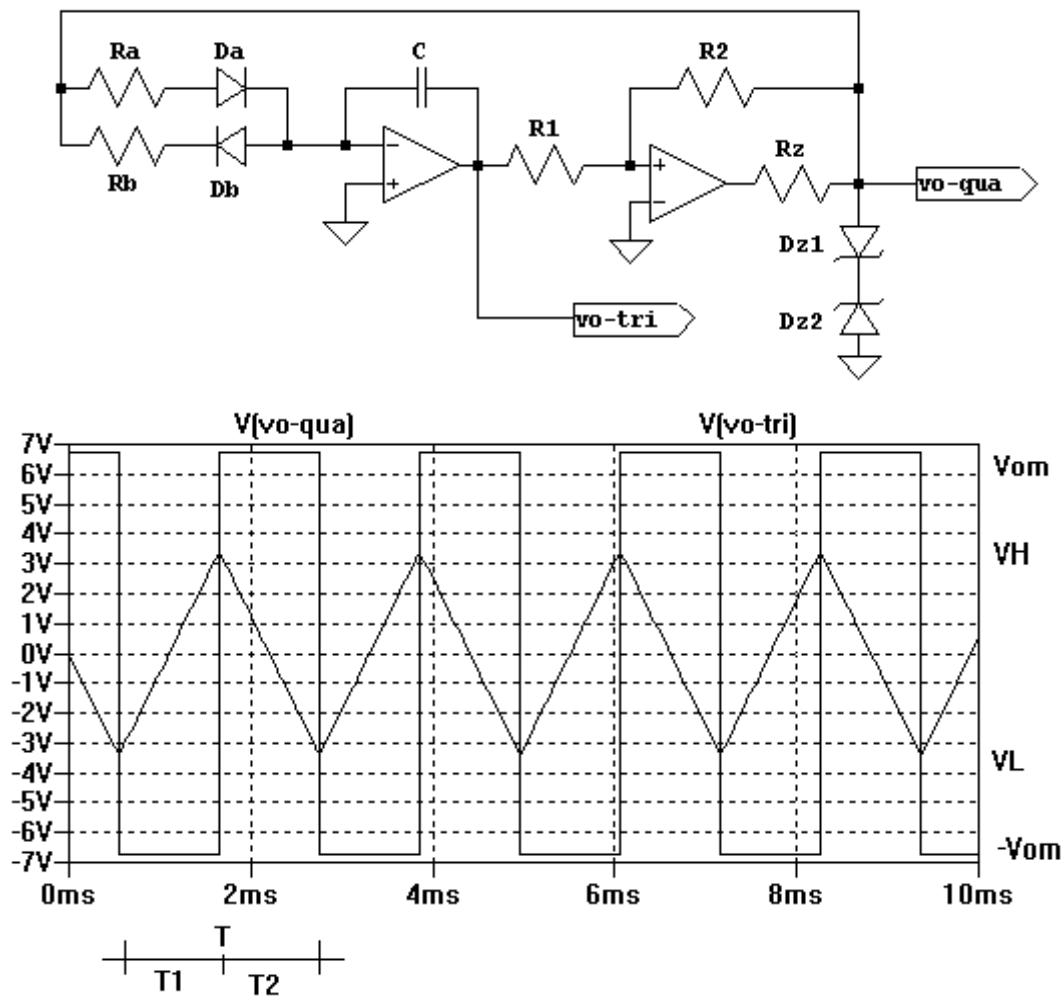 Ra Da C R2
R1
Rz
Rb Db
vo-qua
Dz1
vo-tri
Dz2
V(vo-qua) V(vo-tri)
7V
6V
5V
4V
3V
2V
1V
0V
-1V
-2V
-3V
-4V
-5V
-6V
-7V
Vom
VH
VL
-Vom
0ms 2ms 4ms 6ms 8ms 10ms
T
T1 T2